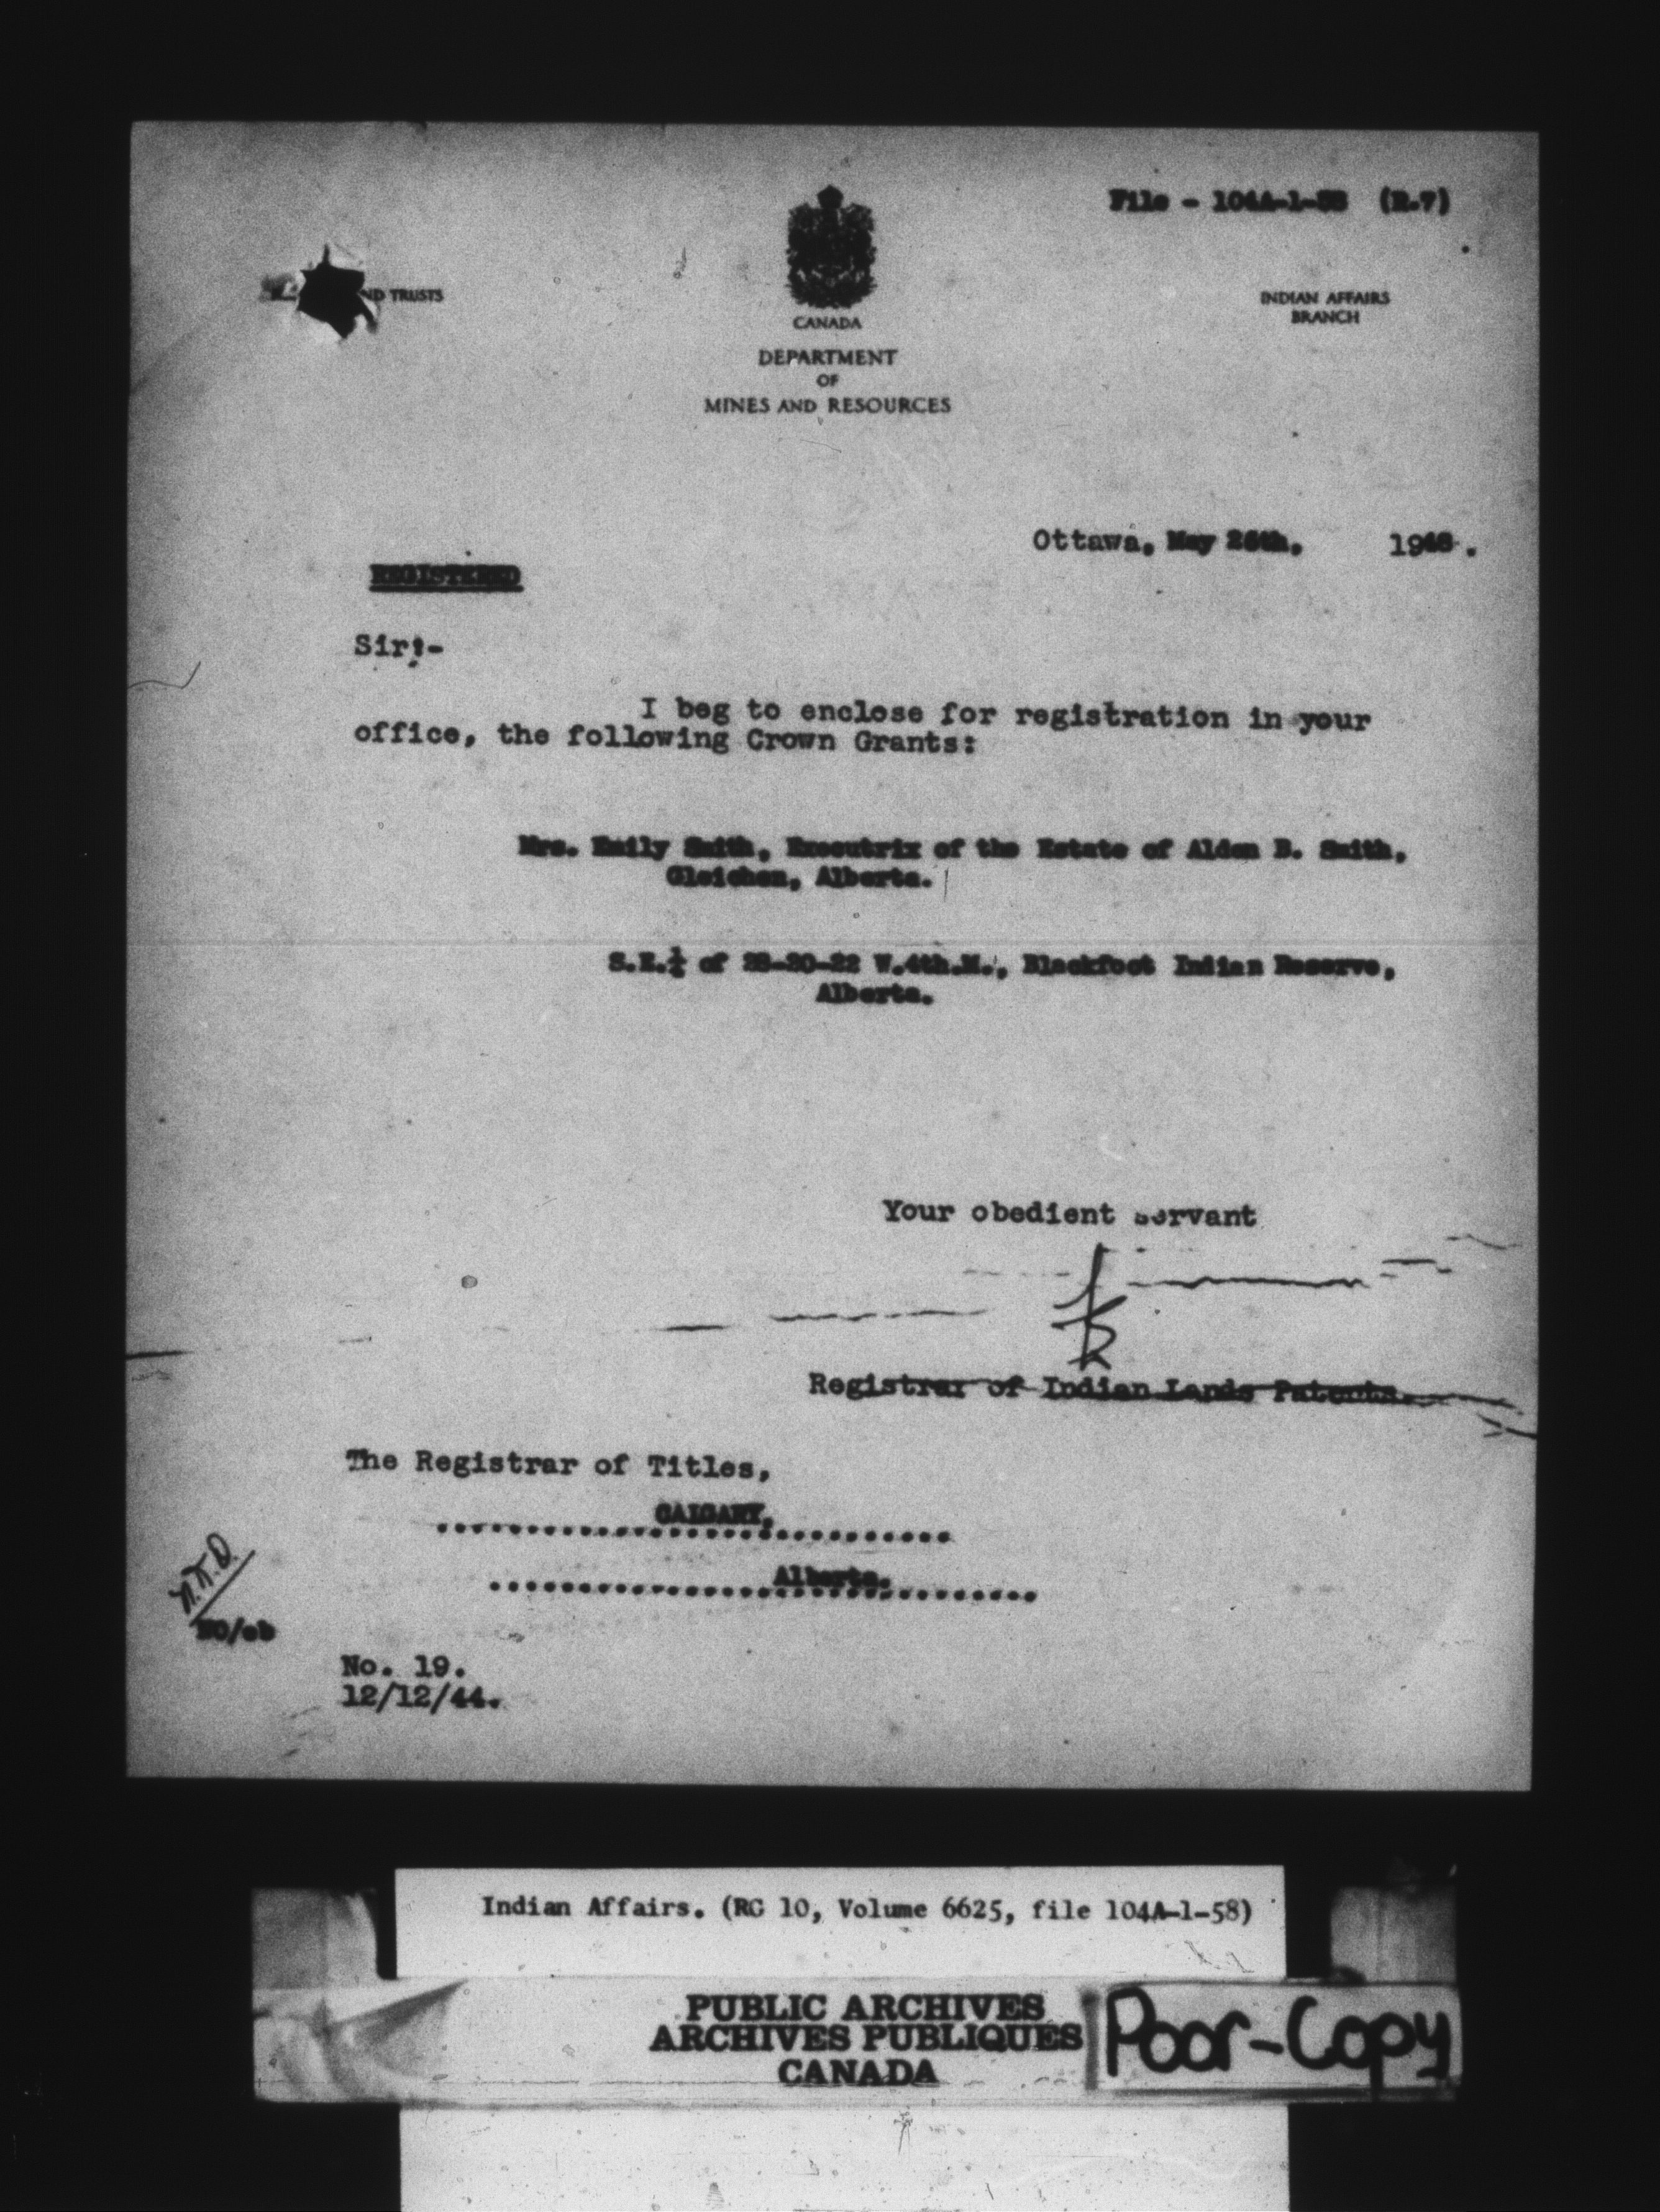 File - 104A-1-58 (R.7)
ND TRUSTS
INDIAN AFFAIRS
BRANCH
CANADA
DEPARTMENT
OF
MINES AND RESOURCES
Ottawa, May 26th, 19
REGISTERED
Sir:-
I beg to enclose for registration in your
office, the following Crown Grants:
Mrs. Emily Smith, Executrix of the Estate of Alden B. Smith,
Gleichen, Alberta.
S.E.¼ of 28-20-22 W.4th.M., Blackfoot Indian Reserve,
Alberta.
Your obedient servant
Registrar of Indian Lands Patents.
The Registrar of Titles,
CALGARY,
Alberta.
No. 19.
12/12/44.
Indian Affairs. (RG 10, Volume 6625, file 104A-1-58)
PUBLIC ARCHIVES
ARCHIVES PUBLIQUES
CANADA
Poor-Copy